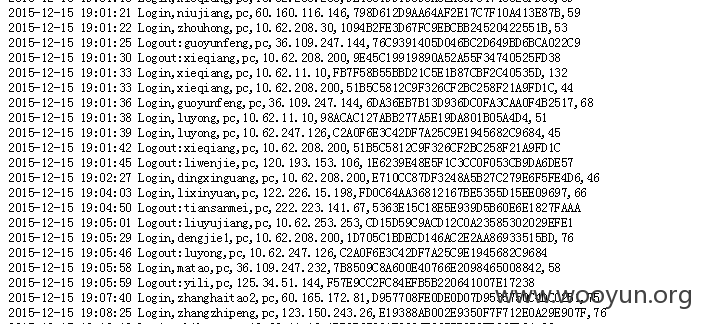 2015-12-15 19:01:21 Login,niujiang,pc,60.160.116.146,798D612D9AA64AF2E17C7F10A413E87B,59
2015-12-15 19:01:22 Login,zhouhong,pc,10.62.208.30,1094B2FE3D67FC9EBCBB24520422551B,53
2015-12-15 19:01:25 Logout:guoyunfeng,pc,36.109.247.144,76C9391405D046BC2D649BD6BCA022C9
2015-12-15 19:01:30 Logout:xieqiang,pc,10.62.208.200,9E45C19919890A52A55F34740525FD38
2015-12-15 19:01:33 Login,xieqiang,pc,10.62.11.10,FB7F58B55BBD21C5E1B87CBF2C40535D,132
2015-12-15 19:01:33 Login,xieqiang,pc,10.62.208.200,51B5C5812C9F326CF2BC258F21A9FD1C,44
2015-12-15 19:01:36 Login,guoyunfeng,pc,36.109.247.144,6DA36EB7B13D936DC0FA3CAA0F4B2517,68
2015-12-15 19:01:38 Login,luyong,pc,10.62.11.10,98ACAC127ABB277A5E19DA801B05A4D4,51
2015-12-15 19:01:39 Login,luyong,pc,10.62.247.126,C2A0F6E3C42DF7A25C9E1945682C9684,45
2015-12-15 19:01:42 Logout:xieqiang,pc,10.62.208.200,51B5C5812C9F326CF2BC258F21A9FD1C
2015-12-15 19:01:45 Logout:liwenjie,pc,120.193.153.106,1E6239E48E5F1C3CC0F053CB9DA6DE57
2015-12-15 19:02:27 Login,dingxinguang,pc,10.62.208.200,E710CC87DF3248A5B27C279E6F5FE4D6,46
2015-12-15 19:04:03 Login,lixinyuan,pc,122.226.15.198,FD0C64AA36812167BE5355D15EE09697,66
2015-12-15 19:04:50 Logout:tiansanmei,pc,222.223.141.67,5363E15C18E5E939D5B60E6E1827FAAA
2015-12-15 19:05:01 Logout:liuyujiang,pc,10.62.253.253,CD15D59C9ACD12C0A23585302029EFE1
2015-12-15 19:05:29 Login,dengjie1,pc,10.62.208.200,1D705C1BDBCD146AC2E2AA86933515BD,76
2015-12-15 19:05:46 Logout:luyong,pc,10.62.247.126,C2A0F6E3C42DF7A25C9E1945682C9684
2015-12-15 19:05:58 Login,matao,pc,36.109.247.232,7B8509C8A600E40766E2098465008842,58
2015-12-15 19:05:59 Logout:yili,pc,125.34.51.144,F57E9CC2FC84EFB5B220641007E17238
2015-12-15 19:07:40 Login,zhanghaitao2,pc,60.165.172.81,
2015-12-15 19:08:25 Login,zhangzhipeng,pc,123.150.243.26,E19388AB002E9350F7F712E0A29E907F,76
www.wooyun.org